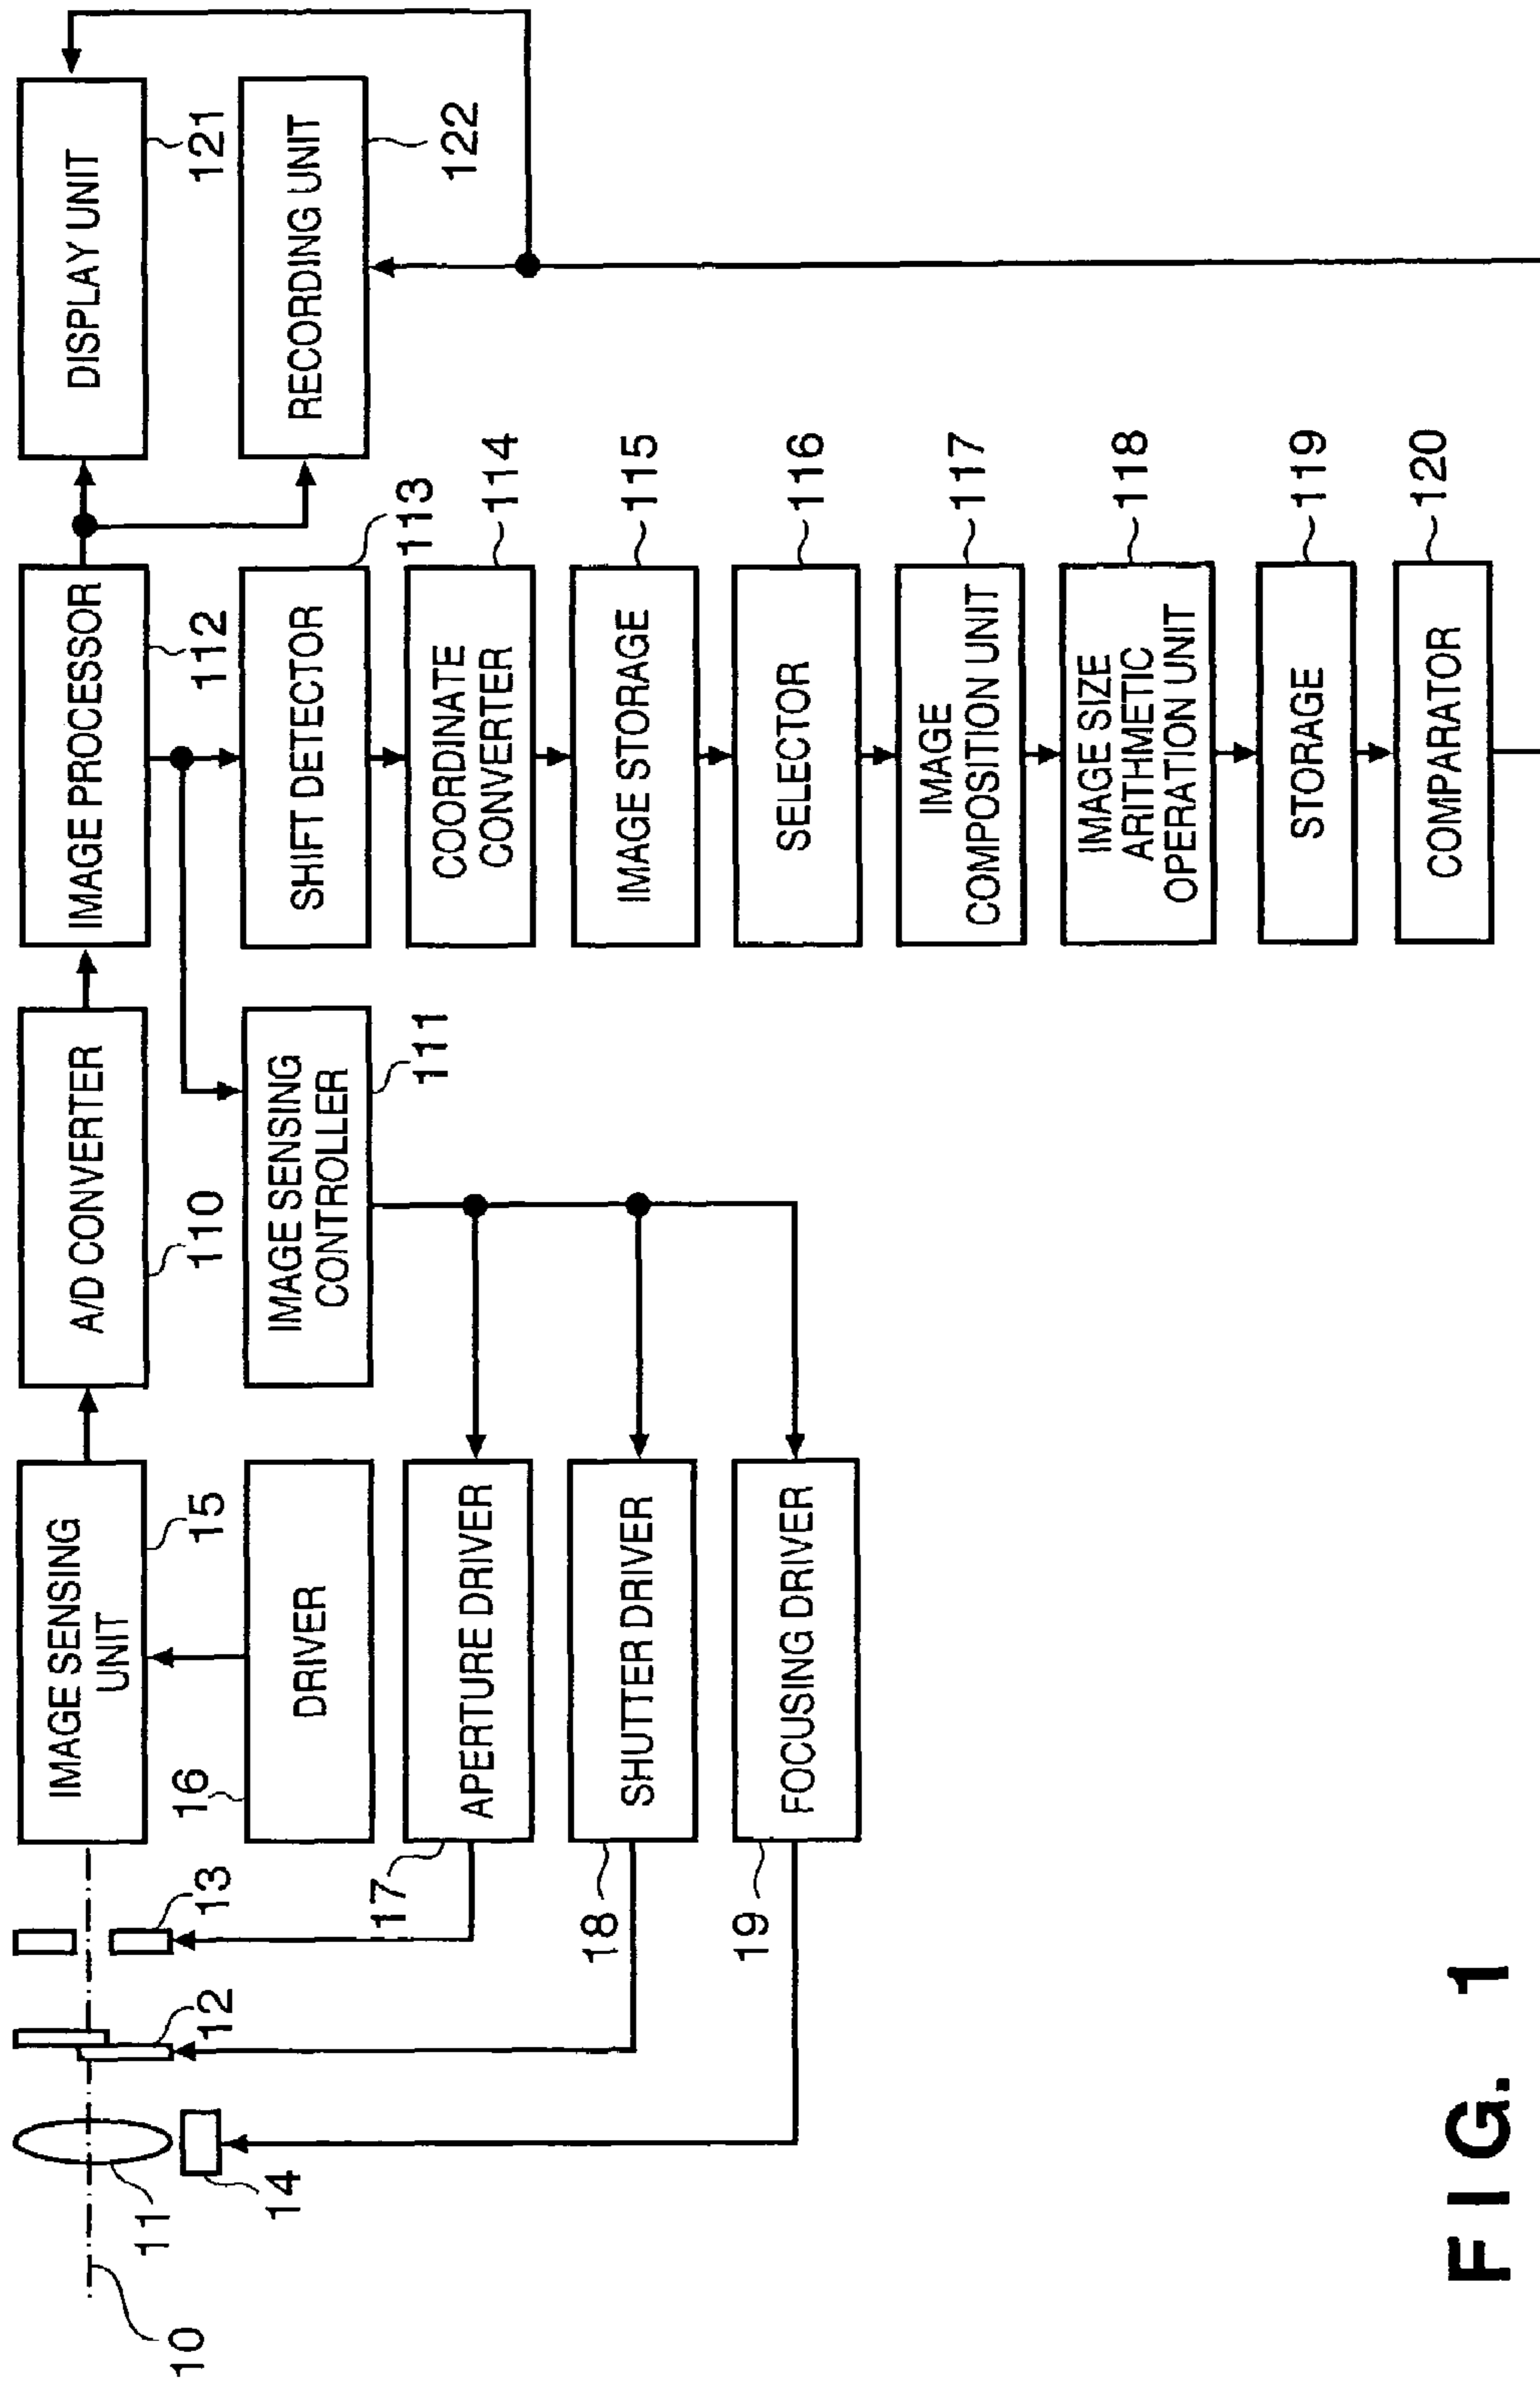 10
11
12
13
14
IMAGE SENSING
UNIT
15
A/D CONVERTER
110
IMAGE PROCESSOR
112
DISPLAY UNIT
121
16
DRIVER
IMAGE SENSING
CONTROLLER
111
SHIFT DETECTOR
113
RECORDING UNIT
122
17
APERTURE DRIVER
COORDINATE
CONVERTER
114
18
SHUTTER DRIVER
IMAGE STORAGE
115
19
FOCUSING DRIVER
SELECTOR
116
IMAGE
COMPOSITION UNIT
117
IMAGE SIZE
ARITHMETIC
OPERATION UNIT
118
STORAGE
119
COMPARATOR
120
FIG. 1